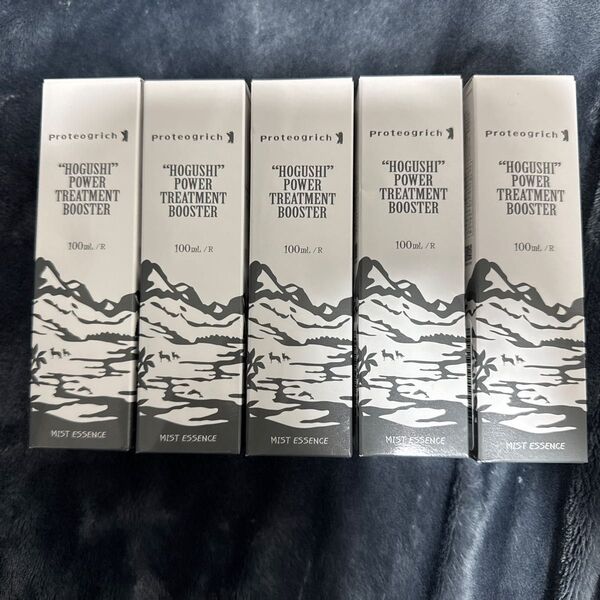 proteogrich
"HOGUSHI"
POWER
TREATMENT
BOOSTER
100mL/R
MIST ESSENCE
proteogrich
"HOGUSHI"
POWER
TREATMENT
BOOSTER
100mL/R
MIST ESSENCE
proteogrich
"HOGUSHI"
POWER
TREATMENT
BOOSTER
100mL/R
MIST ESSENCE
proteogrich
"HOGUSHI"
POWER
TREATMENT
BOOSTER
100mL/R
MIST ESSENCE
proteogrich
"HOGUSHI"
POWER
TREATMENT
BOOSTER
100mL/R
MIST ESSENCE